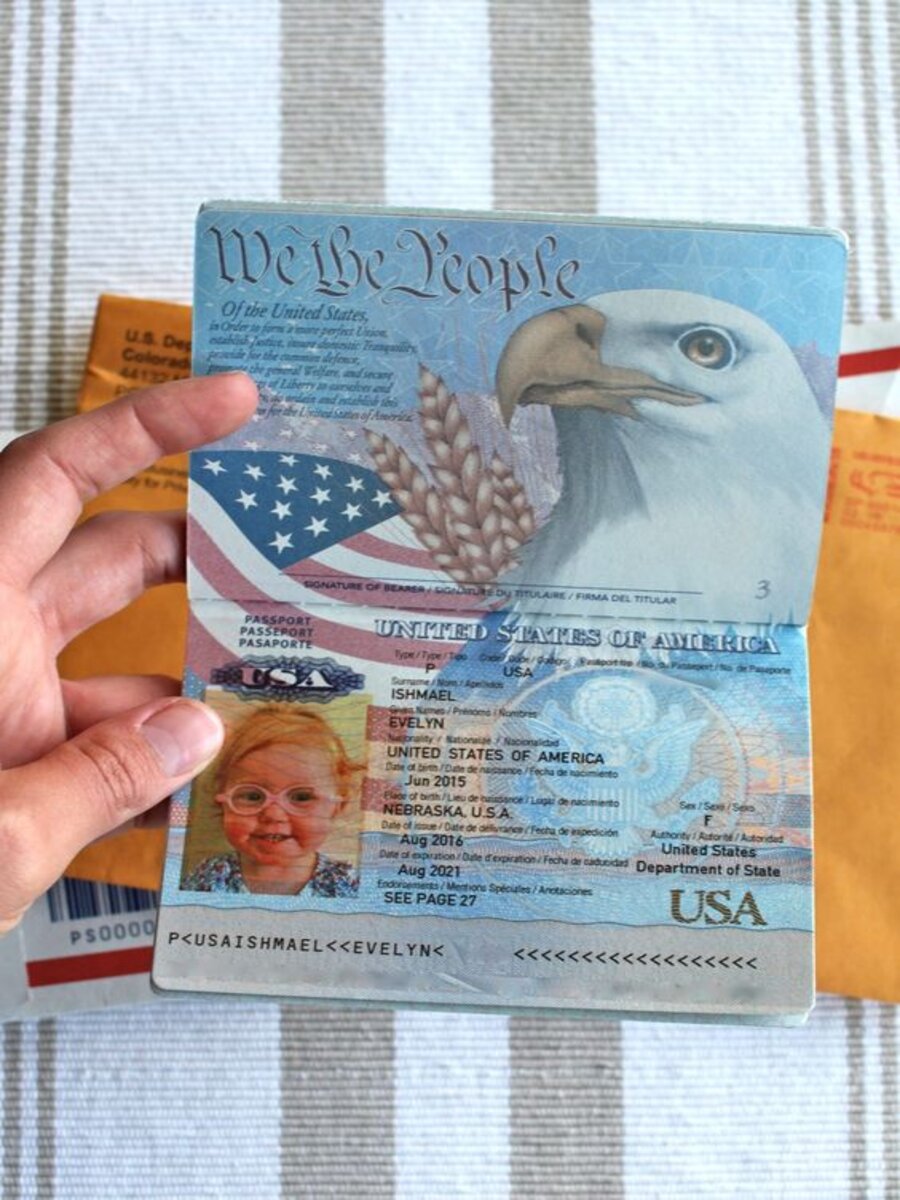 We the People
Of the United States,
in Order to form a more perfect Union,
establish Justice, insure domestic Tranquility,
provide for the common defence,
the general Welfare, and secure
of Liberty to ourselves and
do ordain and establish this
for the United States of America.
U.S. Dep
Colorad
44132
SIGNATURE OF BEARER / SIGNATURE DU TITULAIRE / FIRMA DEL TITULAR
3
PASSPORT
PASSEPORT
PASAPORTE
USA
UNITED STATES OF AMERICA
Type / Type / Tipo Code / Code / Código Passport No. / No. du Passeport / No. de Pasaporte
P USA
Surname / Nom / Apellidos
ISHMAEL
Given Names / Prénoms / Nombres
EVELYN
Nationality / Nationalité / Nacionalidad
UNITED STATES OF AMERICA
Date of birth / Date de naissance / Fecha de nacimiento
Jun 2015
Place of birth / Lieu de naissance / Lugar de nacimiento
NEBRASKA, U.S.A.
Sex / Sexe / Sexo
F
Date of issue / Date de délivrance / Fecha de expedición
Aug 2016
Authority / Autorité / Autoridad
United States
Department of State
Date of expiration / Date d'expiration / Fecha de caducidad
Aug 2021
Endorsements / Mentions Spéciales / Anotaciones
SEE PAGE 27
USA
P<USAISHMAEL<<EVELYN< <<<<<<<<<<<<<<<<<<
PS0000